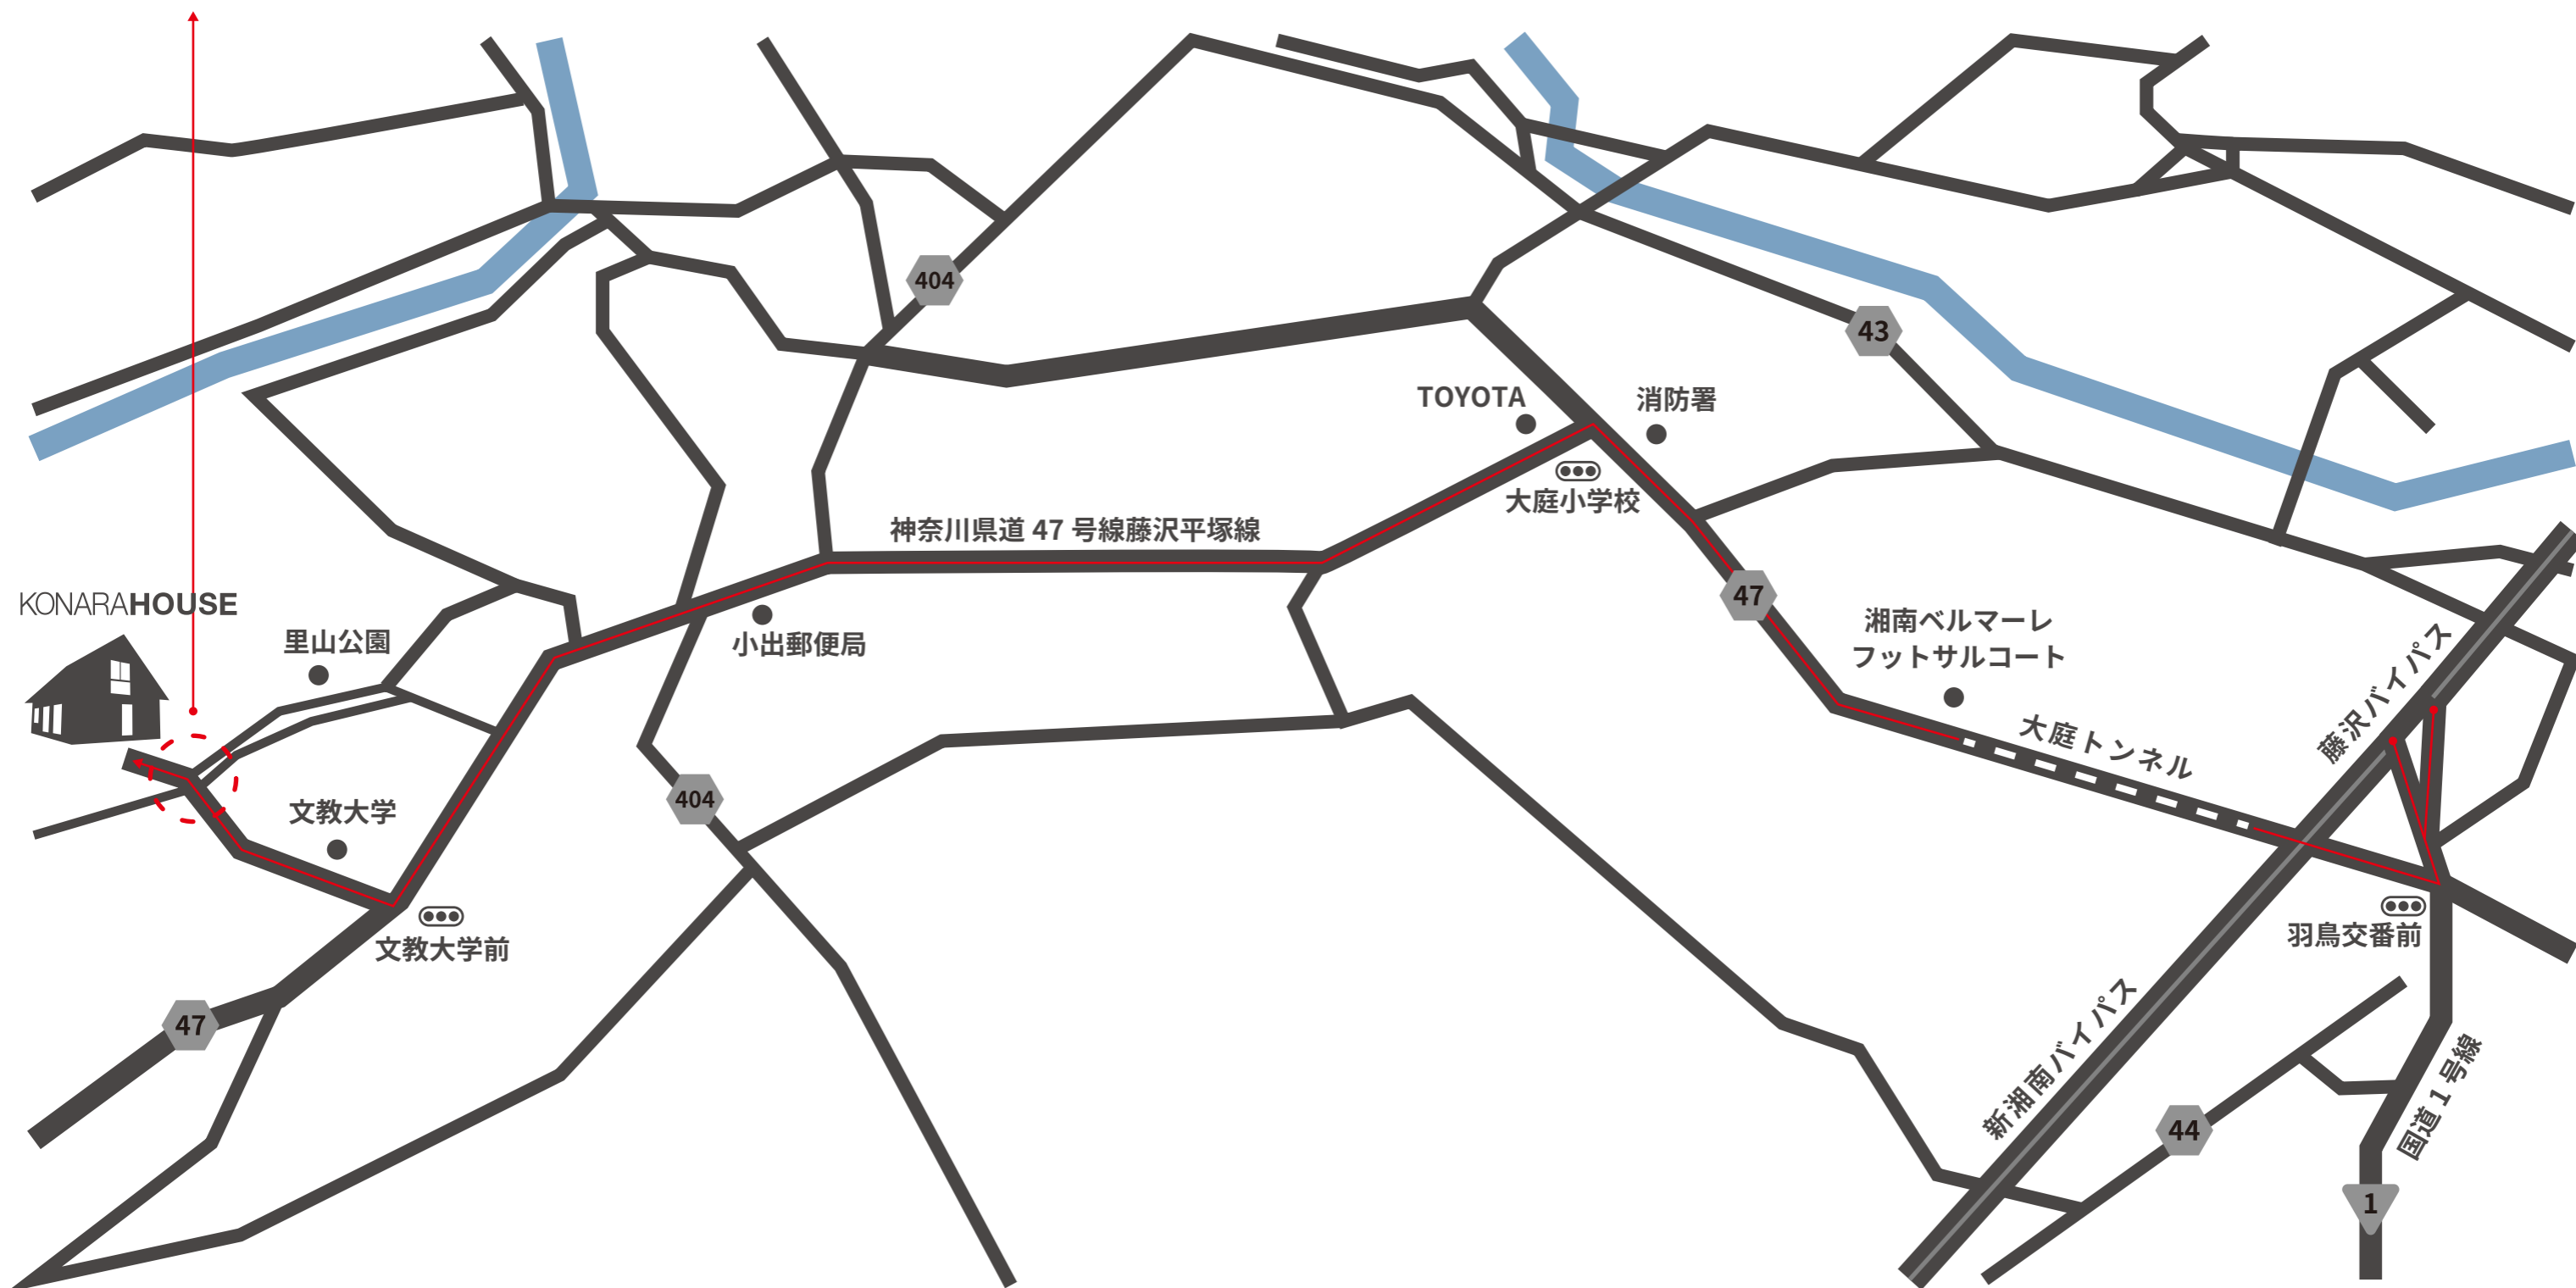 404
43
TOYOTA
消防署
大庭小学校
神奈川県道 47 号線藤沢平塚線
47
KONARAHOUSE
里山公園
小出郵便局
湘南ベルマーレ
フットサルコート
藤沢バイパス
大庭トンネル
文教大学
404
文教大学前
羽鳥交番前
47
新湘南バイパス
国道 1 号線
44
1